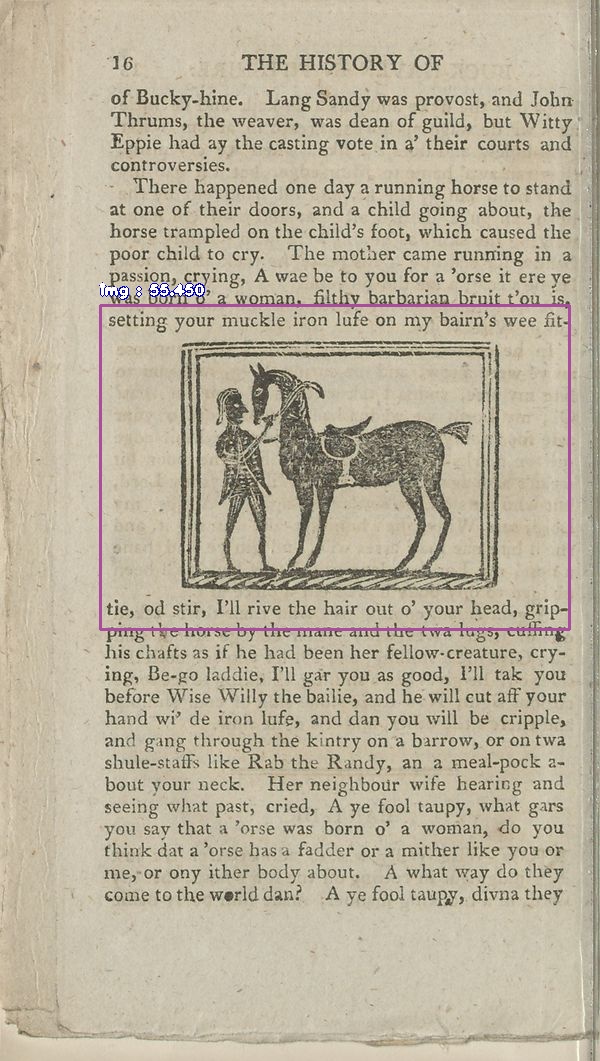 16 THE HISTORY OF
of Bucky-hine. Lang Sandy was provost, and John
Thrums, the weaver, was dean of guild, but Witty
Eppie had ay the casting vote in a' their courts and
controversies.
There happened one day a running horse to stand
at one of their doors, and a child going about, the
horse trampled on the child's foot, which caused the
poor child to cry. The mother came running in a
passion, crying, A wae be to you for a 'orse it ere ye
img : 55.450
was born o' a woman, filthy barbarian bruit t'ou is,
setting your muckle iron lufe on my bairn's wee fit-
tie, od stir, I'll rive the hair out o' your head, grip-
ping the horse by the mane and the twa lugs, cuffing
his chafts as if he had been her fellow-creature, cry-
ing, Be-go laddie, I'll gar you as good, I'll tak you
before Wise Willy the bailie, and he will cut aff your
hand wi' de iron lufe, and dan you will be cripple,
and gang through the kintry on a barrow, or on twa
shule-staffs like Rab the Randy, an a meal-pock a-
bout your neck. Her neighbour wife hearing and
seeing what past, cried, A ye fool taupy, what gars
you say that a 'orse was born o' a woman, do you
think dat a 'orse has a fadder or a mither like you or
me, or ony ither body about. A what way do they
come to the world dan? A ye fool taupy, divna they